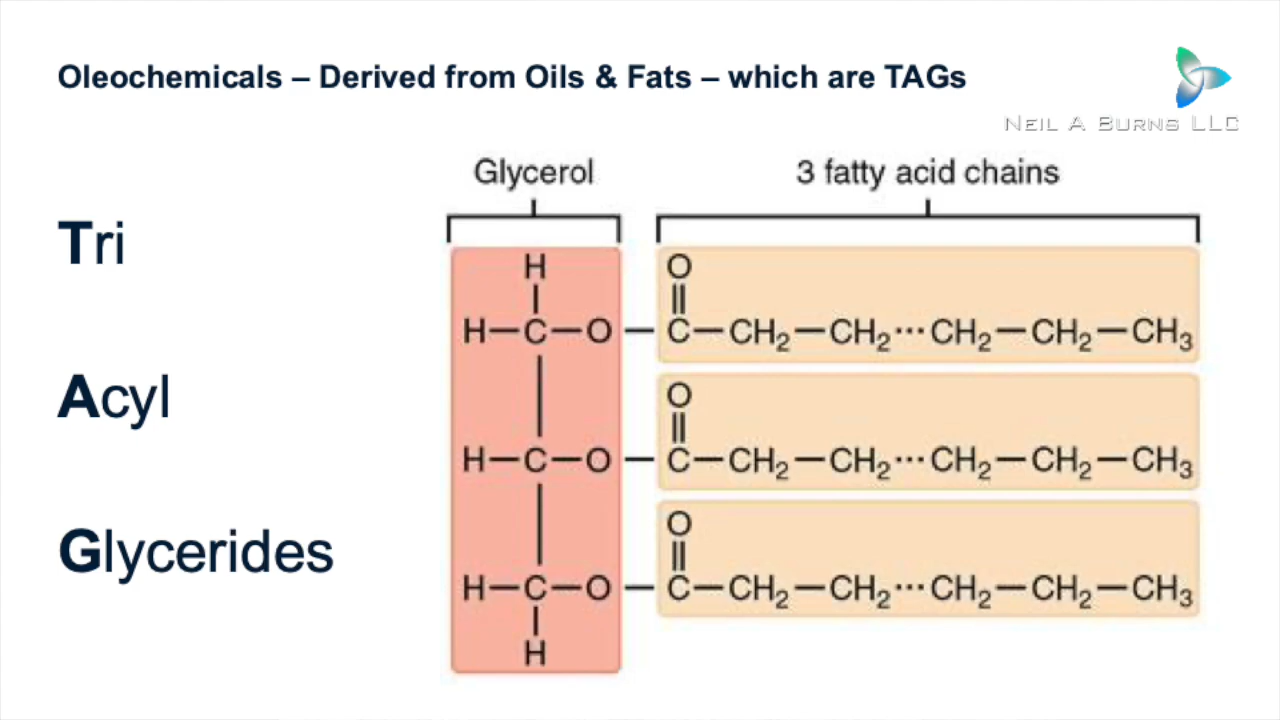 Oleochemicals – Derived from Oils & Fats – which are TAGs
NEIL A BURNS LLC
Glycerol
3 fatty acid chains
Tri
Acyl
Glycerides
H
O
H—C—O—C—CH₂—CH₂···CH₂—CH₂—CH₃
O
H—C—O—C—CH₂—CH₂···CH₂—CH₂—CH₃
O
H—C—O—C—CH₂—CH₂···CH₂—CH₂—CH₃
H